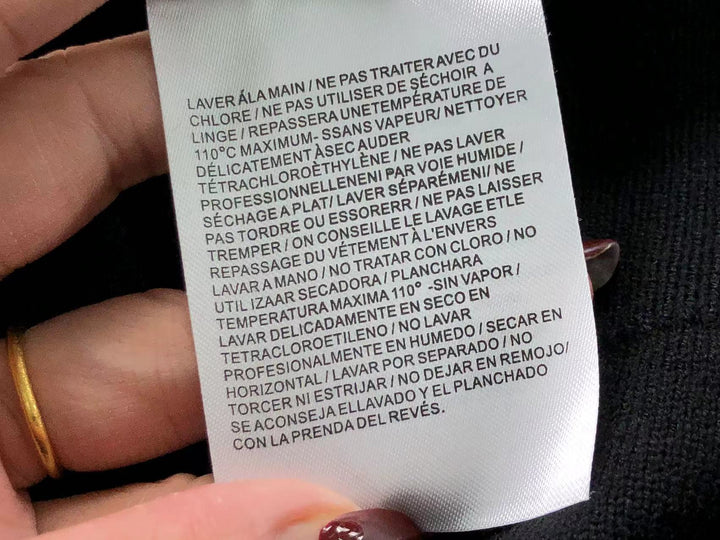 LAVER ÁLA MAIN / NE PAS TRAITER AVEC DU
CHLORE / NE PAS UTILISER DE SÉCHOIR A
LINGE / REPASSERA UNETEMPÉRATURE DE
110°C MAXIMUM- SSANS VAPEUR/ NETTOYER
DÉLICATEMENT ÀSEC AUDER
TÉTRACHLOROÈTHYLÈNE / NE PAS LAVER
PROFESSIONNELLENENI PAR VOIE HUMIDE /
SÉCHAGE A PLAT/ LAVER SÉPARÉMENI/ NE
PAS TORDRE OU ESSORERR / NE PAS LAISSER
TREMPER / ON CONSEILLE LE LAVAGE ETLE
REPASSAGE DU VÉTEMENT À L'ENVERS
LAVAR A MANO / NO TRATAR CON CLORO / NO
UTIL IZAAR SECADORA / PLANCHARA
TEMPERATURA MAXIMA 110° -SIN VAPOR /
LAVAR DELICADAMENTE EN SECO EN
TETRACLOROETILENO / NO LAVAR
PROFESIONALMENTE EN HUMEDO / SECAR EN
HORIZONTAL / LAVAR POR SEPARADO / NO
TORCER NI ESTRIJAR / NO DEJAR EN REMOJO/
SE ACONSEJA ELLAVADO Y EL PLANCHADO
CON LA PRENDA DEL REVÉS.